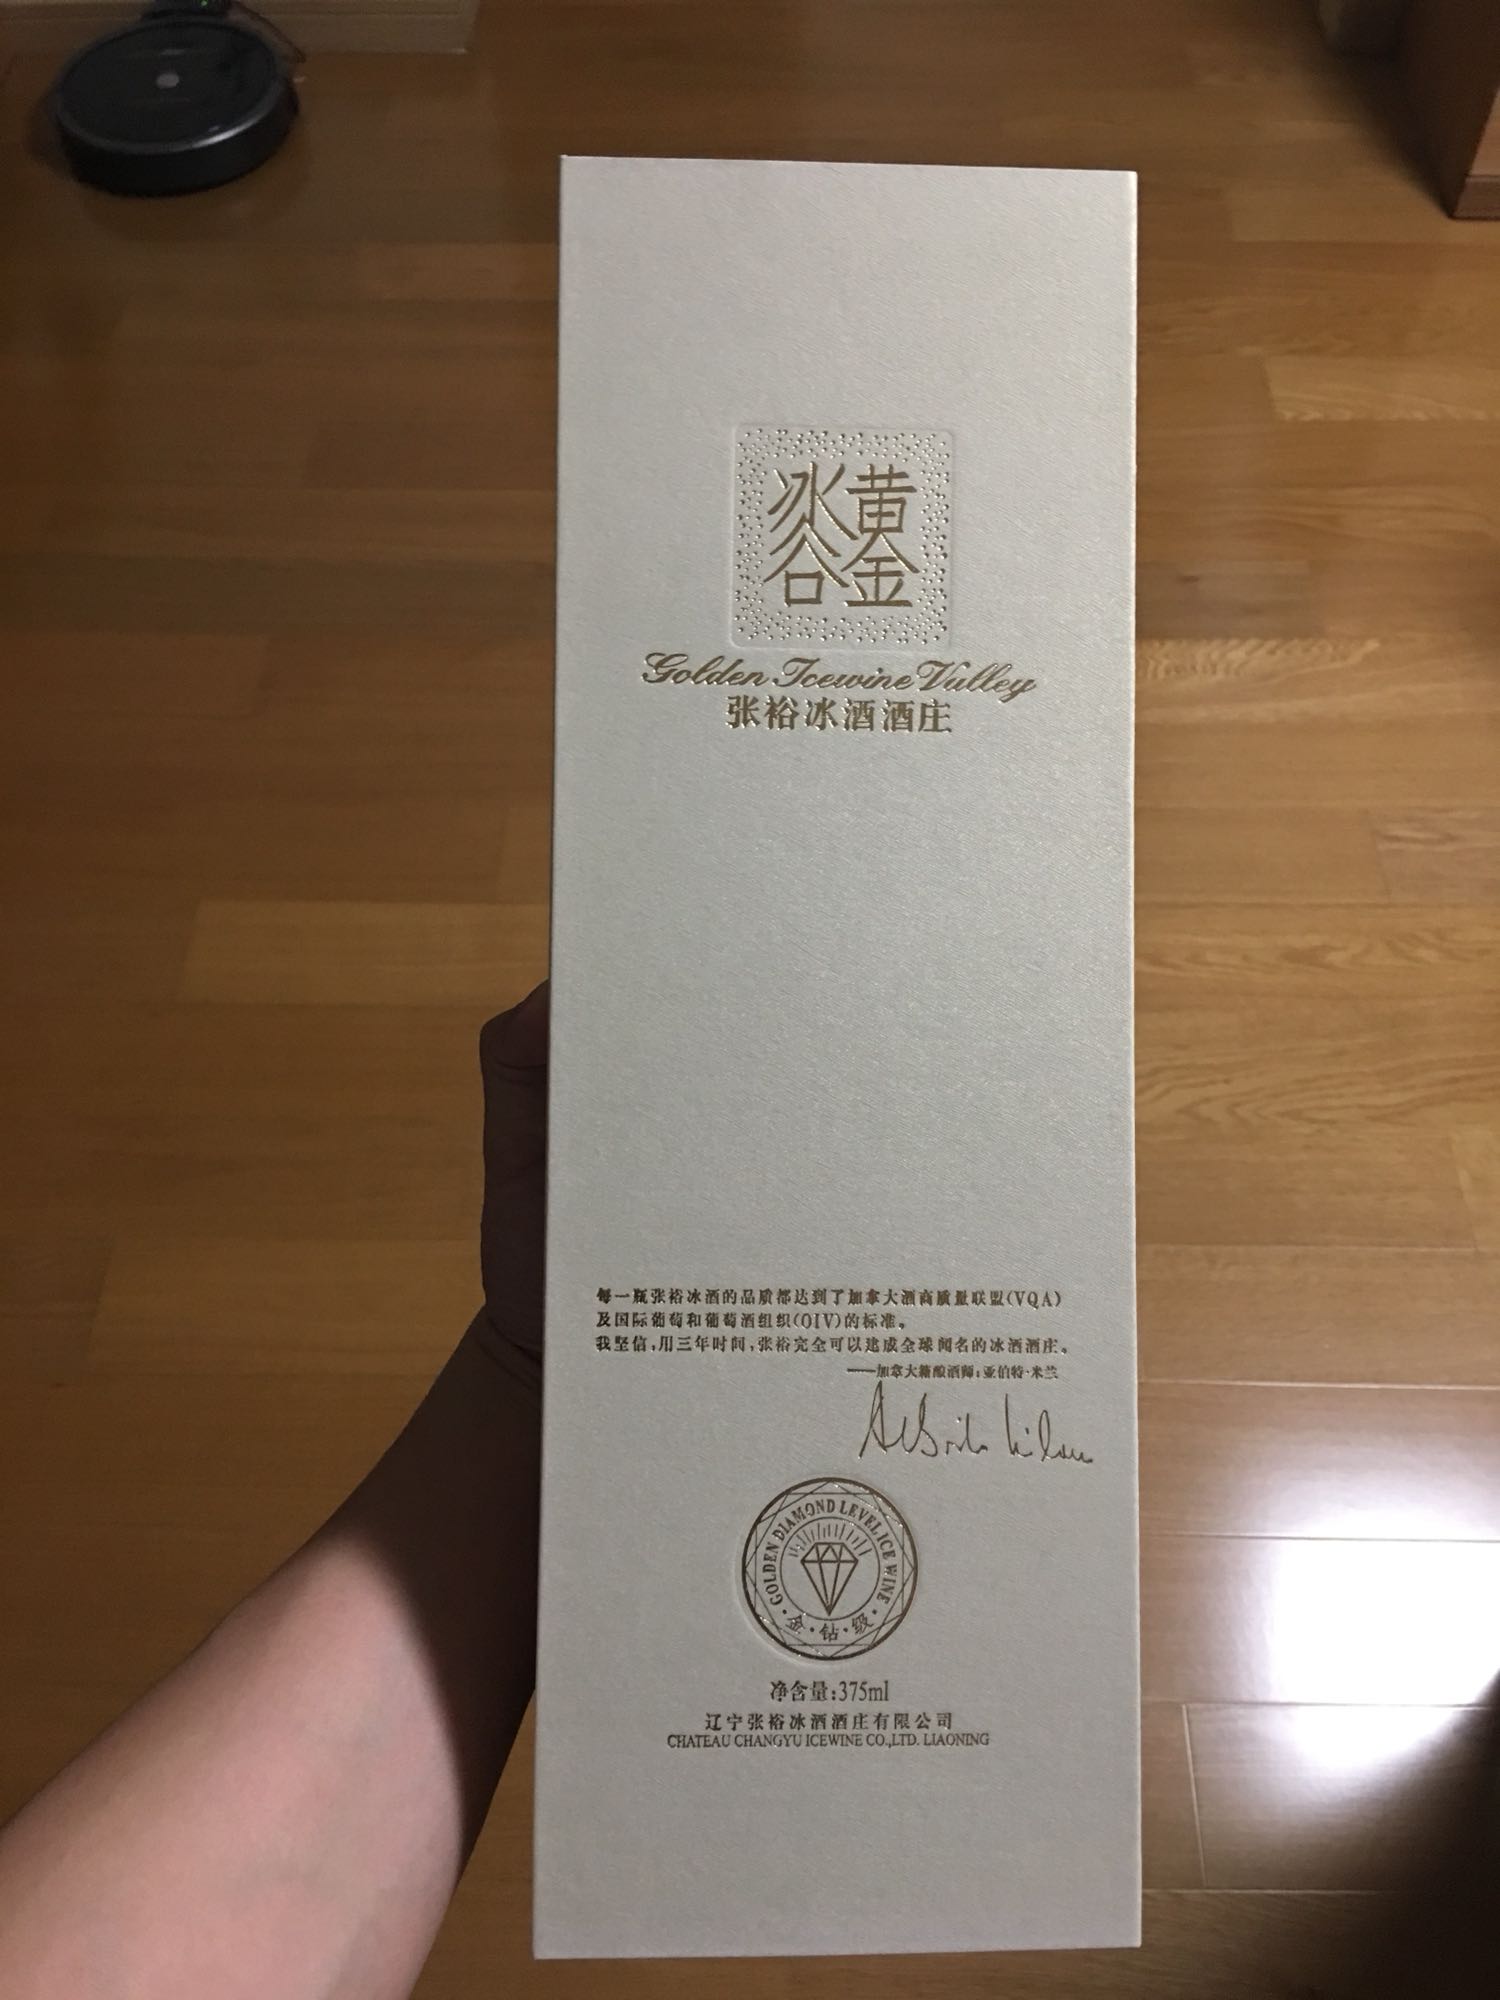 黄金
冰谷
Golden Icewine Valley
张裕冰酒酒庄
每一瓶张裕冰酒的品质都达到了加拿大酒商质量联盟(VQA)
及国际葡萄和葡萄酒组织(OIV)的标准。
我坚信,用三年时间,张裕完全可以建成全球闻名的冰酒酒庄。
——加拿大籍酿酒师:亚伯特·米兰
GOLDEN DIAMOND LEVEL ICE WINE
金·钻·级
净含量:375ml
辽宁张裕冰酒酒庄有限公司
CHATEAU CHANGYU ICEWINE CO.,LTD. LIAONING